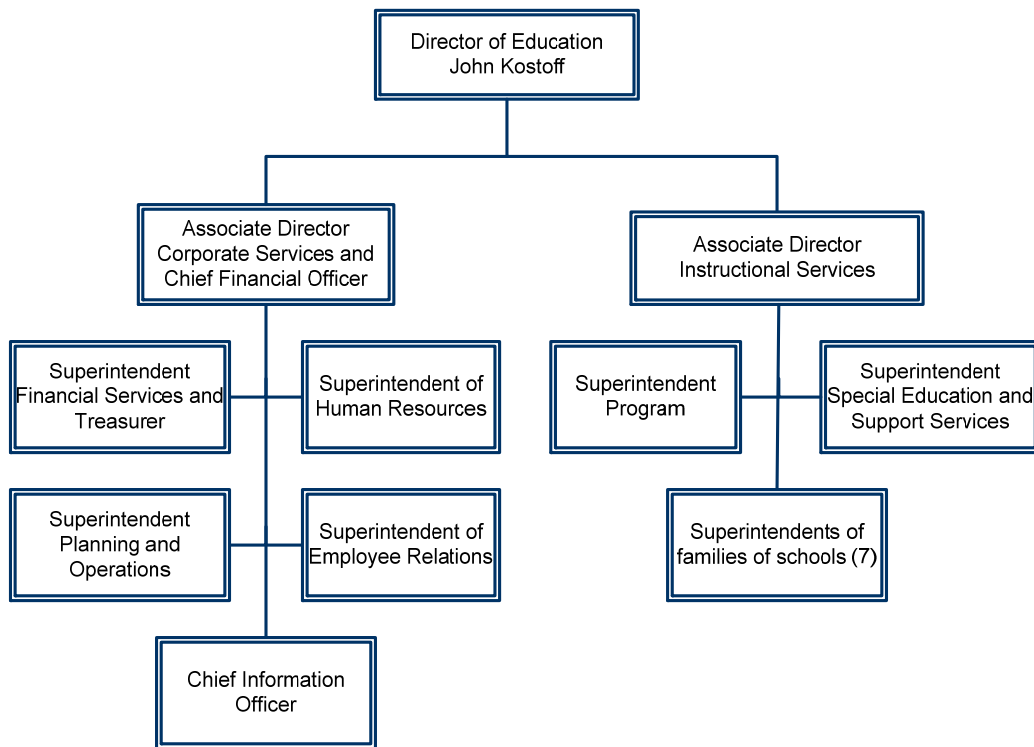 Director of Education
John Kostoff
Associate Director
Corporate Services and
Chief Financial Officer
Associate Director
Instructional Services
Superintendent
Financial Services and
Treasurer
Superintendent of
Human Resources
Superintendent
Program
Superintendent
Special Education and
Support Services
Superintendent
Planning and
Operations
Superintendent of
Employee Relations
Superintendents of
families of schools (7)
Chief Information
Officer